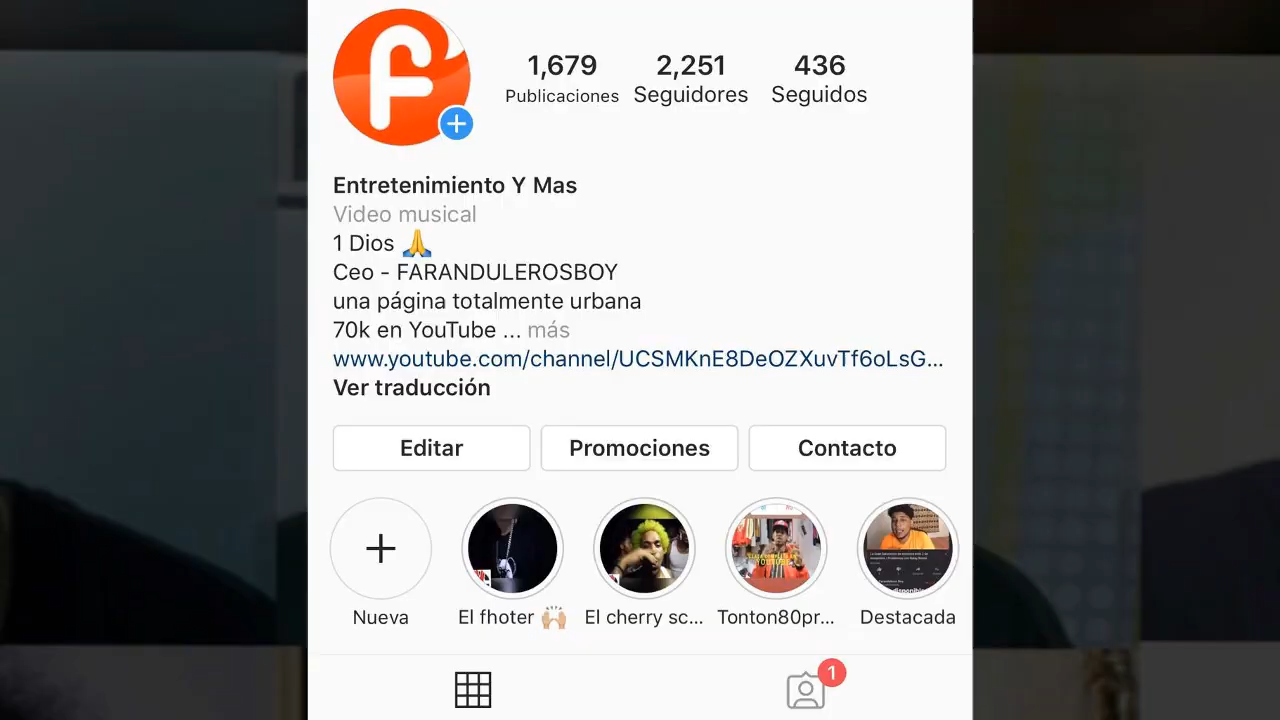 1,679 2,251 436
Publicaciones Seguidores Seguidos
Entretenimiento Y Mas
Video musical
1 Dios 🙏
Ceo - FARANDULEROSBOY
una página totalmente urbana
70k en YouTube ... más
www.youtube.com/channel/UCSMKnE8DeOZXuvTf6oLsG...
Ver traducción
Editar Promociones Contacto
El fhoter 🙌🏼 El cherry sc... Tonton80pr... Destacada
Nueva
1